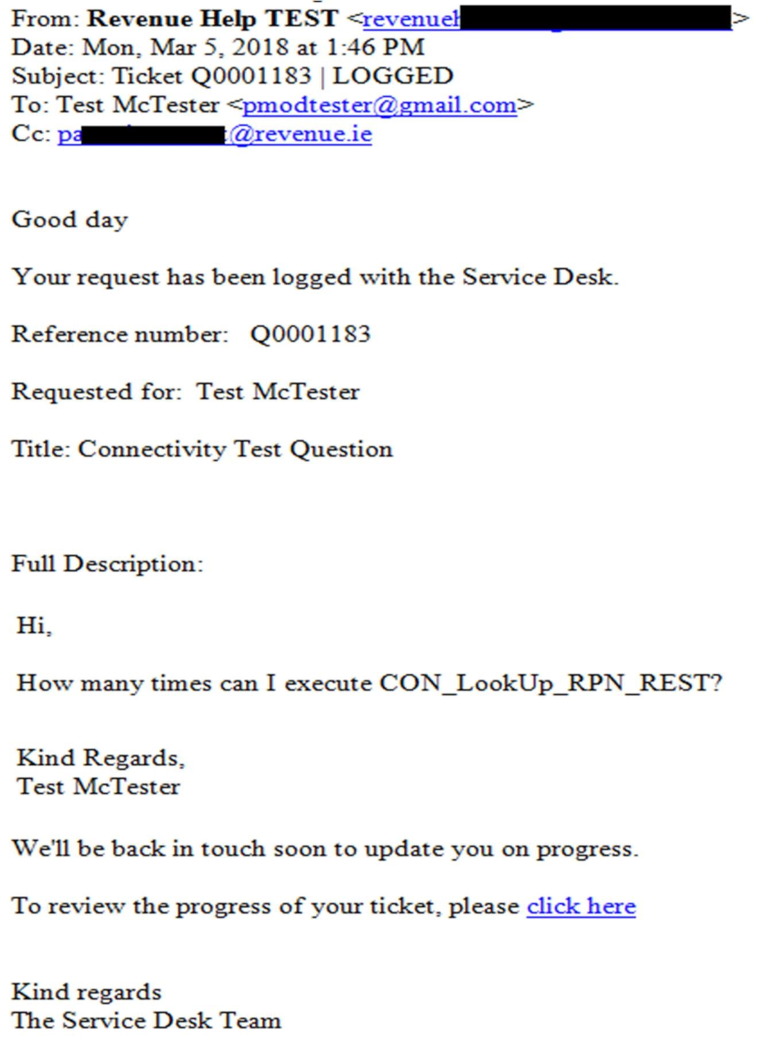 From: Revenue Help TEST <revenue
Date: Mon, Mar 5, 2018 at 1:46 PM
Subject: Ticket Q0001183 | LOGGED
To: Test McTester <pmodtester@gmail.com>
Cc: pa @revenue.ie
Good day
Your request has been logged with the Service Desk.
Reference number: Q0001183
Requested for: Test McTester
Title: Connectivity Test Question
Full Description:
Hi,
How many times can I execute CON_LookUp_RPN_REST?
Kind Regards,
Test McTester
We'll be back in touch soon to update you on progress.
To review the progress of your ticket, please click here
Kind regards
The Service Desk Team